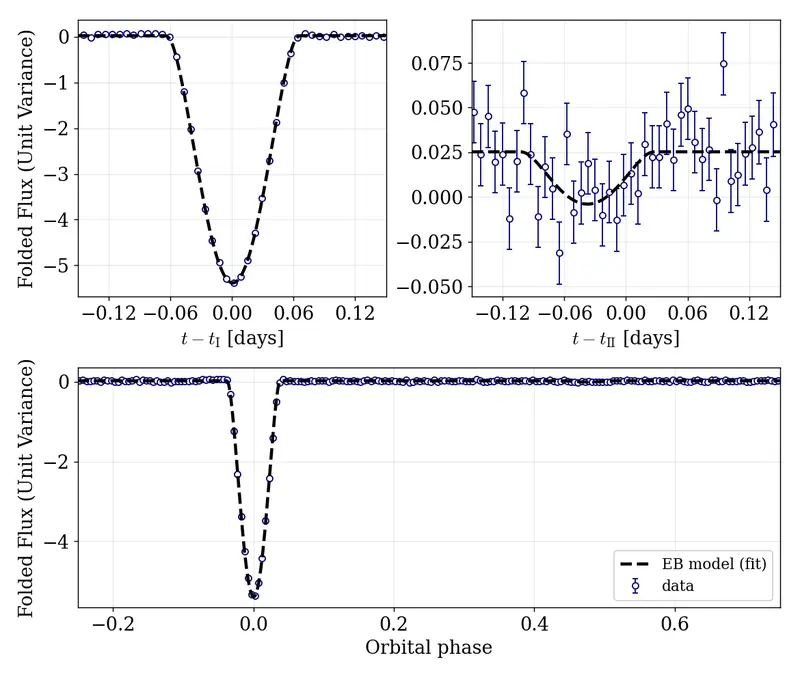 Folded Flux (Unit Variance)
0
−1
−2
−3
−4
−5
−0.12 −0.06 0.00 0.06 0.12
t − t_I [days]
0.075
0.050
0.025
0.000
−0.025
−0.050
−0.12 −0.06 0.00 0.06 0.12
t − t_II [days]
Folded Flux (Unit Variance)
0
−2
−4
EB model (fit)
data
−0.2 0.0 0.2 0.4 0.6
Orbital phase